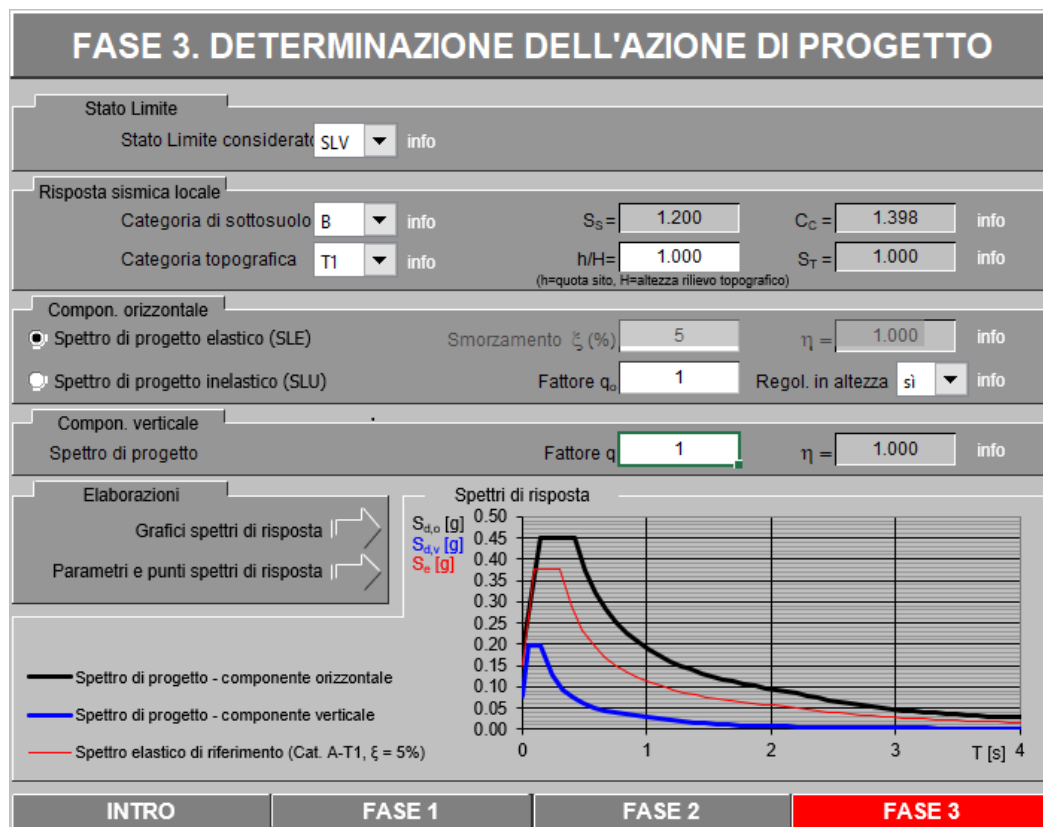 FASE 3. DETERMINAZIONE DELL'AZIONE DI PROGETTO
Stato Limite
Stato Limite considerato SLV info
Risposta sismica locale
Categoria di sottosuolo B info S_S = 1.200 C_C = 1.398 info
Categoria topografica T1 info h/H= 1.000 S_T = 1.000 info
(h=quota sito, H=altezza rilievo topografico)
Compon. orizzontale
Spettro di progetto elastico (SLE) Smorzamento ξ (%) 5 η = 1.000 info
Spettro di progetto inelastico (SLU) Fattore q_o 1 Regol. in altezza sì info
Compon. verticale
Spettro di progetto Fattore q 1 η = 1.000 info
Elaborazioni
Grafici spettri di risposta
Parametri e punti spettri di risposta
Spettri di risposta
S_d,o [g]
S_d,v [g]
S_e [g]
0.50
0.45
0.40
0.35
0.30
0.25
0.20
0.15
0.10
0.05
0.00
0 1 2 3 T [s] 4
Spettro di progetto - componente orizzontale
Spettro di progetto - componente verticale
Spettro elastico di riferimento (Cat. A-T1, ξ = 5%)
INTRO FASE 1 FASE 2 FASE 3